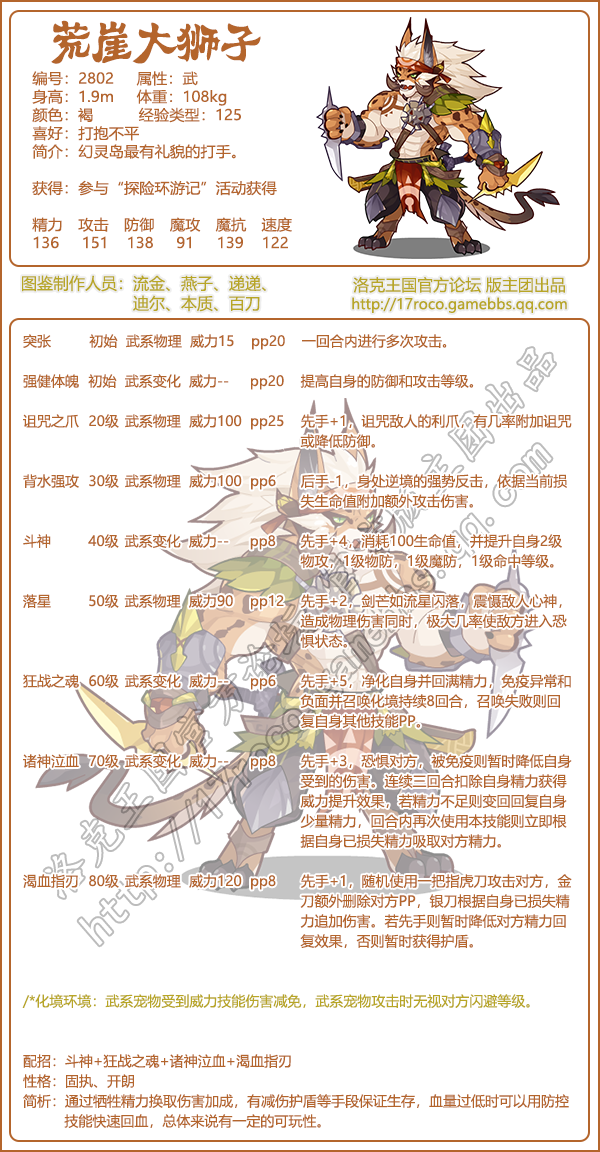 荒崖大狮子
编号：2802 属性：武
身高：1.9m 体重：108kg
颜色：褐 经验类型：125
喜好：打抱不平
简介：幻灵岛最有礼貌的打手。
获得：参与“探险环游记”活动获得
精力 攻击 防御 魔攻 魔抗 速度
136 151 138 91 139 122
图鉴制作人员：流金、燕子、递递、
迪尔、本质、百刀
洛克王国官方论坛 版主团出品
http://17roco.gamebbs.qq.com
突张 初始 武系物理 威力15 pp20 一回合内进行多次攻击。
强健体魄 初始 武系变化 威力-- pp20 提高自身的防御和攻击等级。
诅咒之爪 20级 武系物理 威力100 pp25 先手+1，诅咒敌人的利爪，有几率附加诅咒
或降低防御。
背水强攻 30级 武系物理 威力100 pp6 后手-1，身处逆境的强势反击，依据当前损
失生命值附加额外攻击伤害。
斗神 40级 武系变化 威力-- pp8 先手+4，消耗100生命值，并提升自身2级
物攻，1级物防，1级魔防，1级命中等级。
落星 50级 武系物理 威力90 pp12 先手+2，剑芒如流星闪落，震慑敌人心神，
造成物理伤害同时，极大几率使敌方进入恐
惧状态。
狂战之魂 60级 武系变化 威力-- pp6 先手+5，净化自身并回满精力，免疫异常和
负面并召唤化境持续8回合，召唤失败则回
复自身其他技能PP。
诸神泣血 70级 武系变化 威力-- pp8 先手+3，恐惧对方，被免疫则暂时降低自身
受到的伤害。连续三回合扣除自身精力获得
威力提升效果，若精力不足则变回回复自身
少量精力，回合内再次使用本技能则立即根
据自身已损失精力吸取对方精力。
渴血指刃 80级 武系物理 威力120 pp8 先手+1，随机使用一把指虎刀攻击对方，金
刀额外删除对方PP，银刀根据自身已损失精
力追加伤害。若先手则暂时降低对方精力回
复效果，否则暂时获得护盾。
/*化境环境：武系宠物受到威力技能伤害减免，武系宠物攻击时无视对方闪避等级。
配招：斗神+狂战之魂+诸神泣血+渴血指刃
性格：固执、开朗
简析：通过牺牲精力换取伤害加成，有减伤护盾等手段保证生存，血量过低时可以用防控
技能快速回血，总体来说有一定的可玩性。
洛克王国官方论坛 版主团出品
http://17roco.gamebbs.qq.com